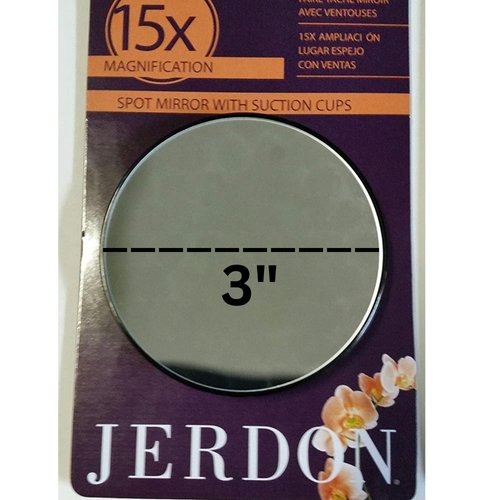 15X
MAGNIFICATION
AVEC VENTOUSES
15X AMPLIACI ÓN
LUGAR ESPEJO
CON VENTAS
SPOT MIRROR WITH SUCTION CUPS
3"
JERDON